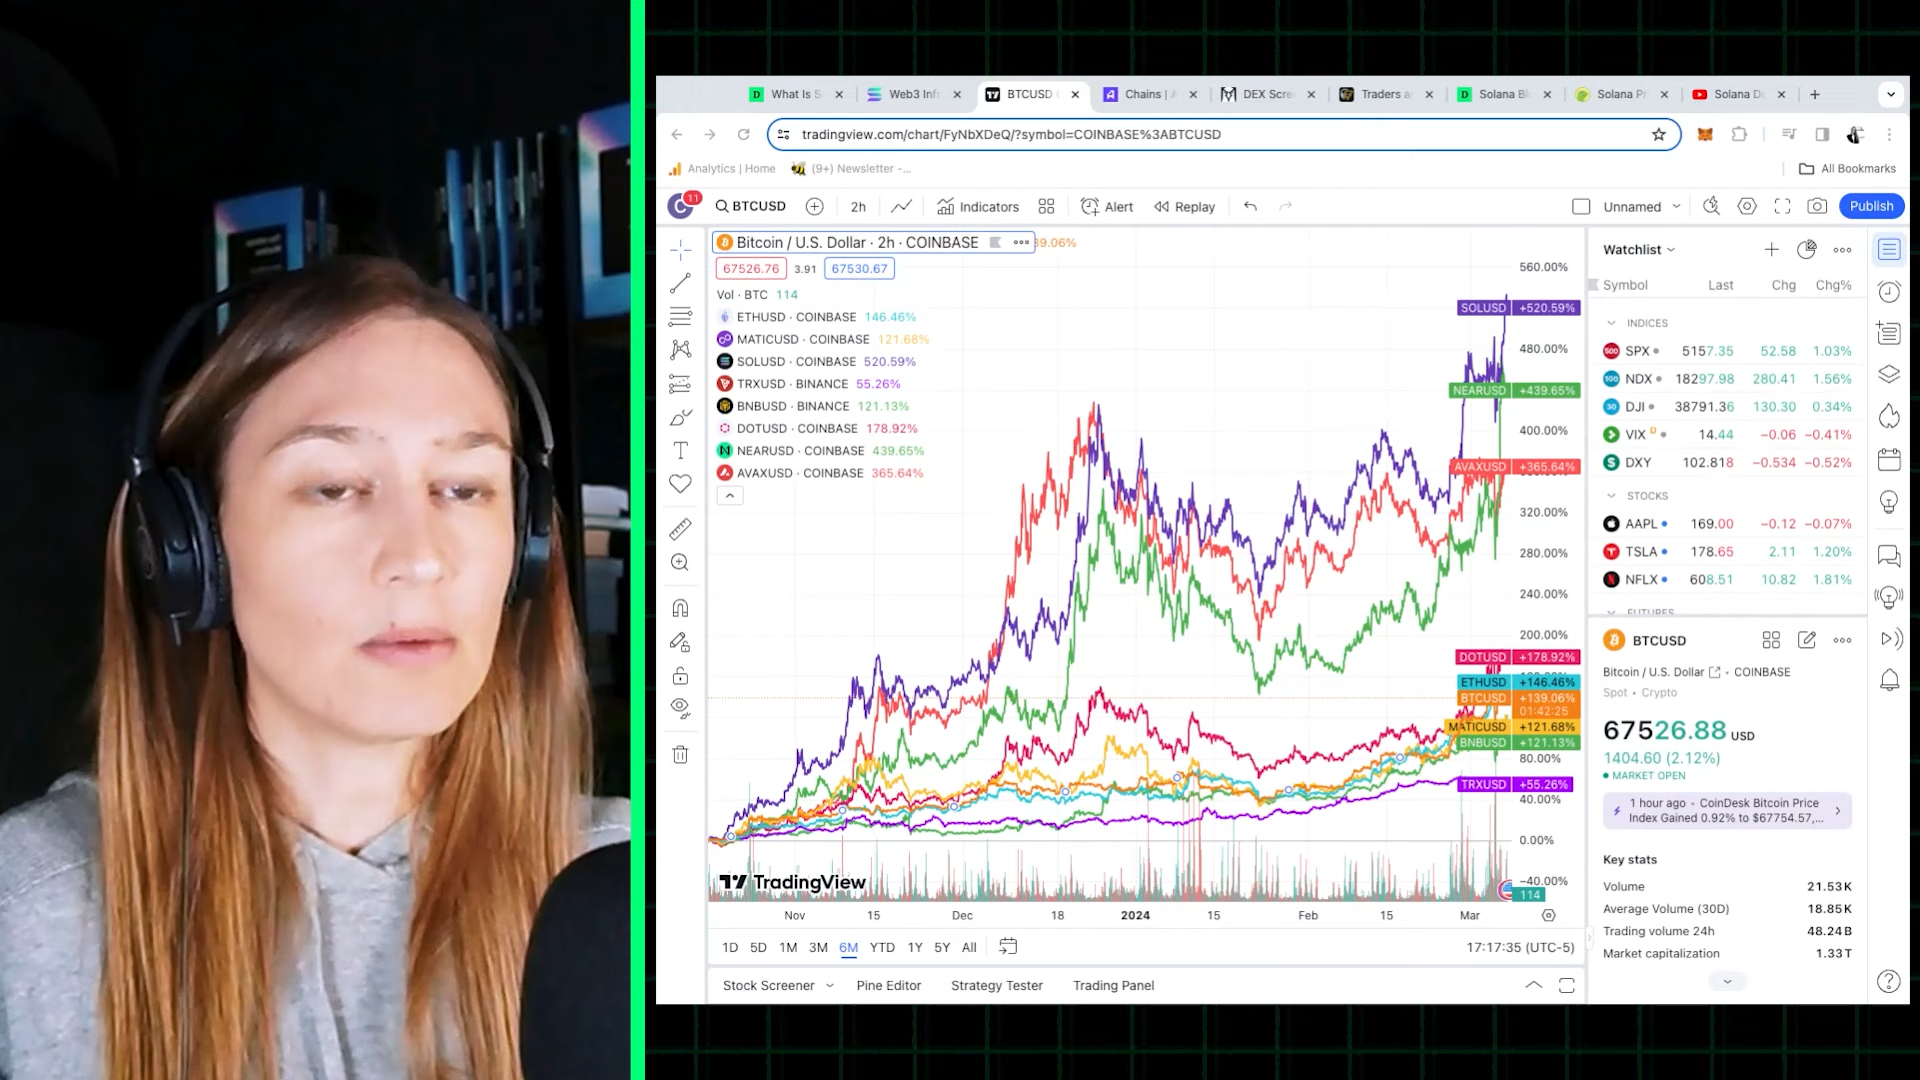 What Is S
Web3 Infr
BTCUSD
Chains | A
DEX Scre
Traders a
Solana Bl
Solana P
Solana D
tradingview.com/chart/FyNbXDeQ/?symbol=COINBASE%3ABTCUSD
Analytics | Home
(9+) Newsletter -...
All Bookmarks
C 11
BTCUSD
2h
Indicators
Alert
Replay
Unnamed
Publish
Bitcoin / U.S. Dollar · 2h · COINBASE
39.06%
67526.76 3.91 67530.67
Vol · BTC 114
ETHUSD · COINBASE 146.46%
MATICUSD · COINBASE 121.68%
SOLUSD · COINBASE 520.59%
TRXUSD · BINANCE 55.26%
BNBUSD · BINANCE 121.13%
DOTUSD · COINBASE 178.92%
NEARUSD · COINBASE 439.65%
AVAXUSD · COINBASE 365.64%
560.00%
SOLUSD +520.59%
480.00%
NEARUSD +439.65%
400.00%
AVAXUSD +365.64%
320.00%
280.00%
240.00%
200.00%
DOTUSD +178.92%
ETHUSD +146.46%
BTCUSD +139.06%
01:42:25
MATICUSD +121.68%
BNBUSD +121.13%
80.00%
TRXUSD +55.26%
40.00%
0.00%
−40.00%
114
TradingView
Nov 15 Dec 18 2024 15 Feb 15 Mar
1D 5D 1M 3M 6M YTD 1Y 5Y All
17:17:35 (UTC-5)
Stock Screener
Pine Editor
Strategy Tester
Trading Panel
Watchlist
Symbol Last Chg Chg%
INDICES
500 SPX 5157.35 52.58 1.03%
100 NDX 18297.98 280.41 1.56%
30 DJI 38791.36 130.30 0.34%
VIX D 14.44 −0.06 −0.41%
$ DXY 102.818 −0.534 −0.52%
STOCKS
AAPL 169.00 −0.12 −0.07%
TSLA 178.65 2.11 1.20%
NFLX 608.51 10.82 1.81%
FUTURES
BTCUSD
Bitcoin / U.S. Dollar • COINBASE
Spot • Crypto
67526.88 USD
1404.60 (2.12%)
MARKET OPEN
1 hour ago · CoinDesk Bitcoin Price
Index Gained 0.92% to $67754.57,...
Key stats
Volume 21.53K
Average Volume (30D) 18.85K
Trading volume 24h 48.24B
Market capitalization 1.33T